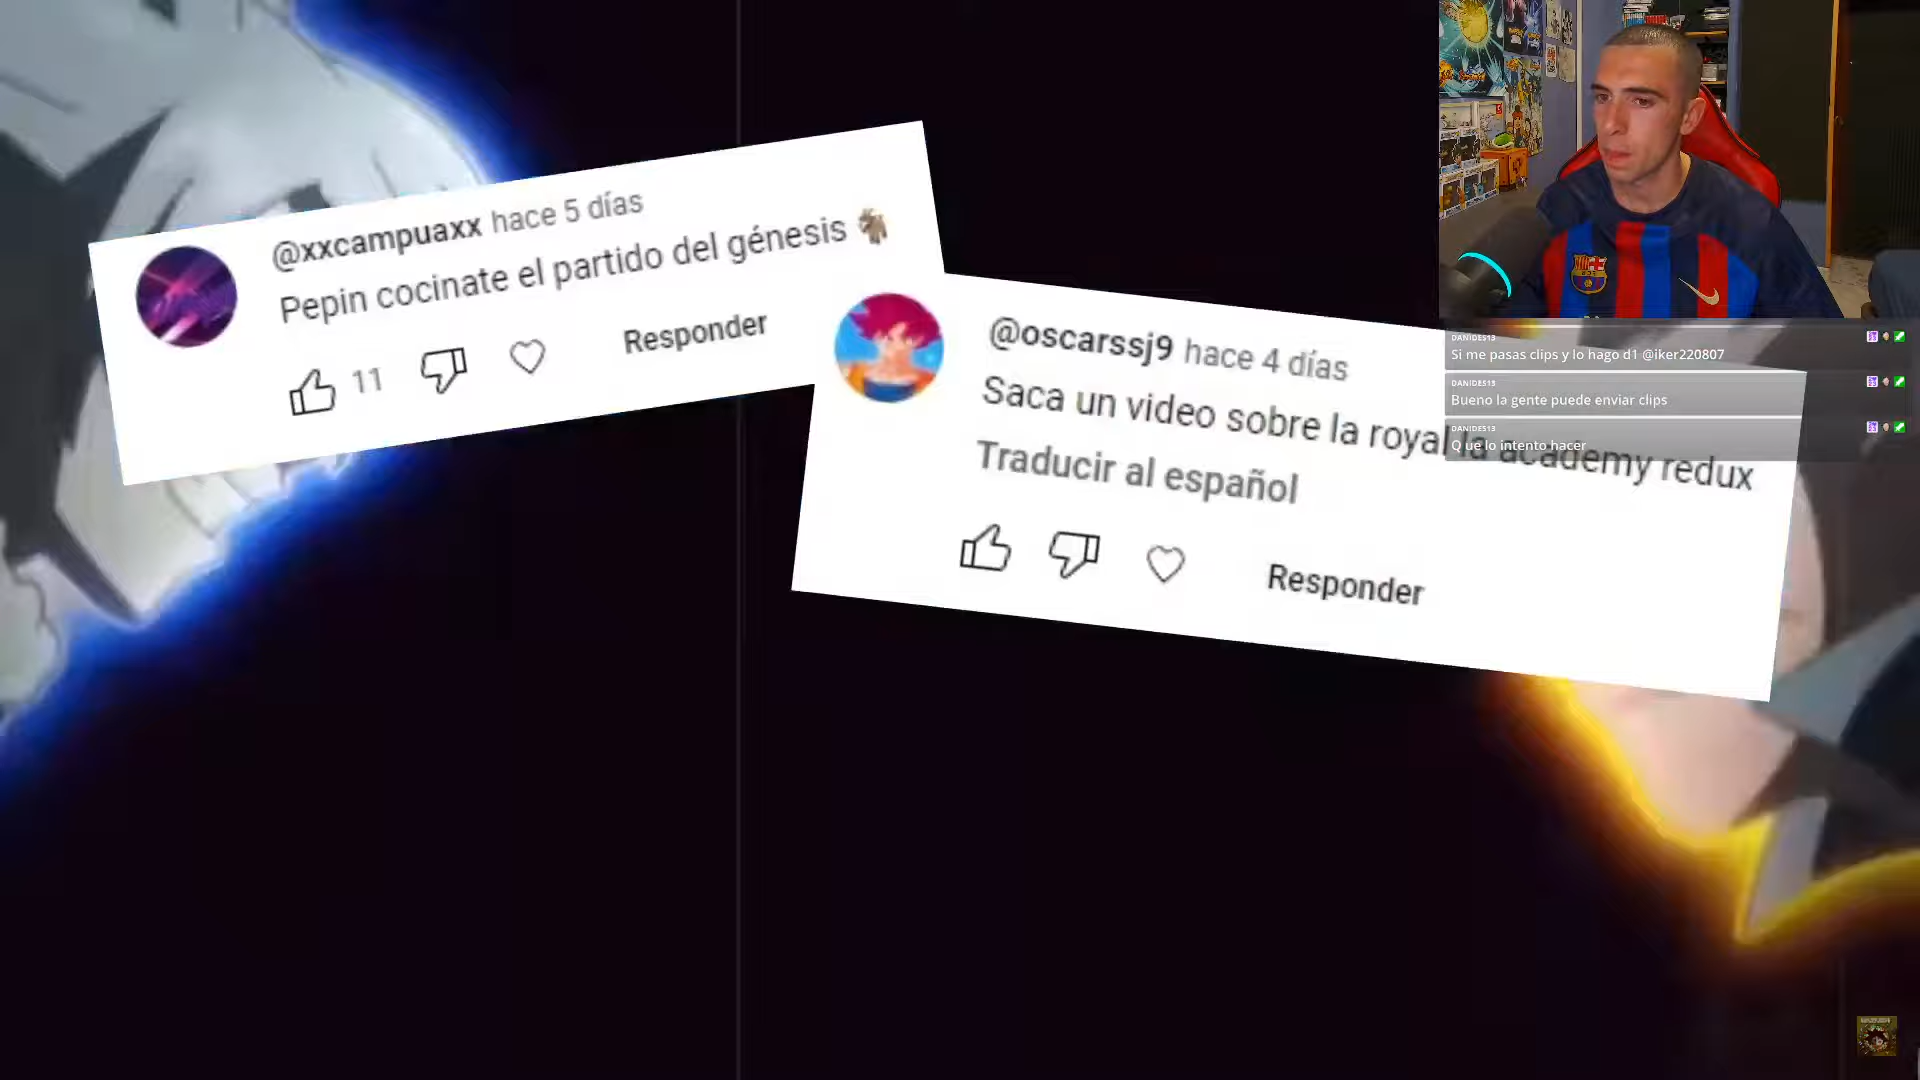 @xxcampuaxx hace 5 días
Pepin cocinate el partido del génesis
11
Responder
@oscarssj9 hace 4 días
Saca un video sobre la royal la academy redux
Traducir al español
Responder
DANIDES13
Si me pasas clips y lo hago d1 @iker220807
DANIDES13
Bueno la gente puede enviar clips
DANIDES13
Q ue lo intento hacer